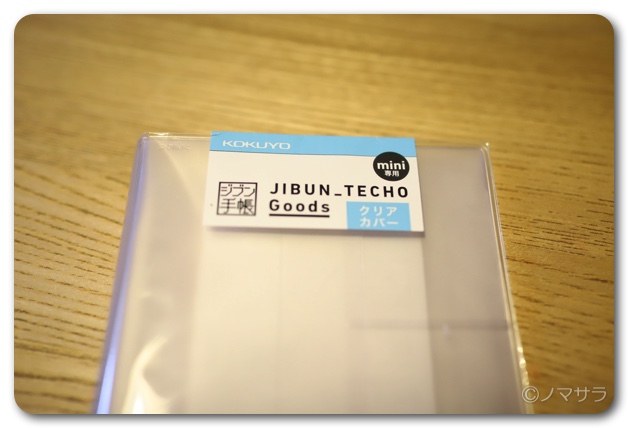 KOKUYO
mini
専用
ジブン
手帳
JIBUN_TECHO
Goods
クリア
カバー
©ノマサラ